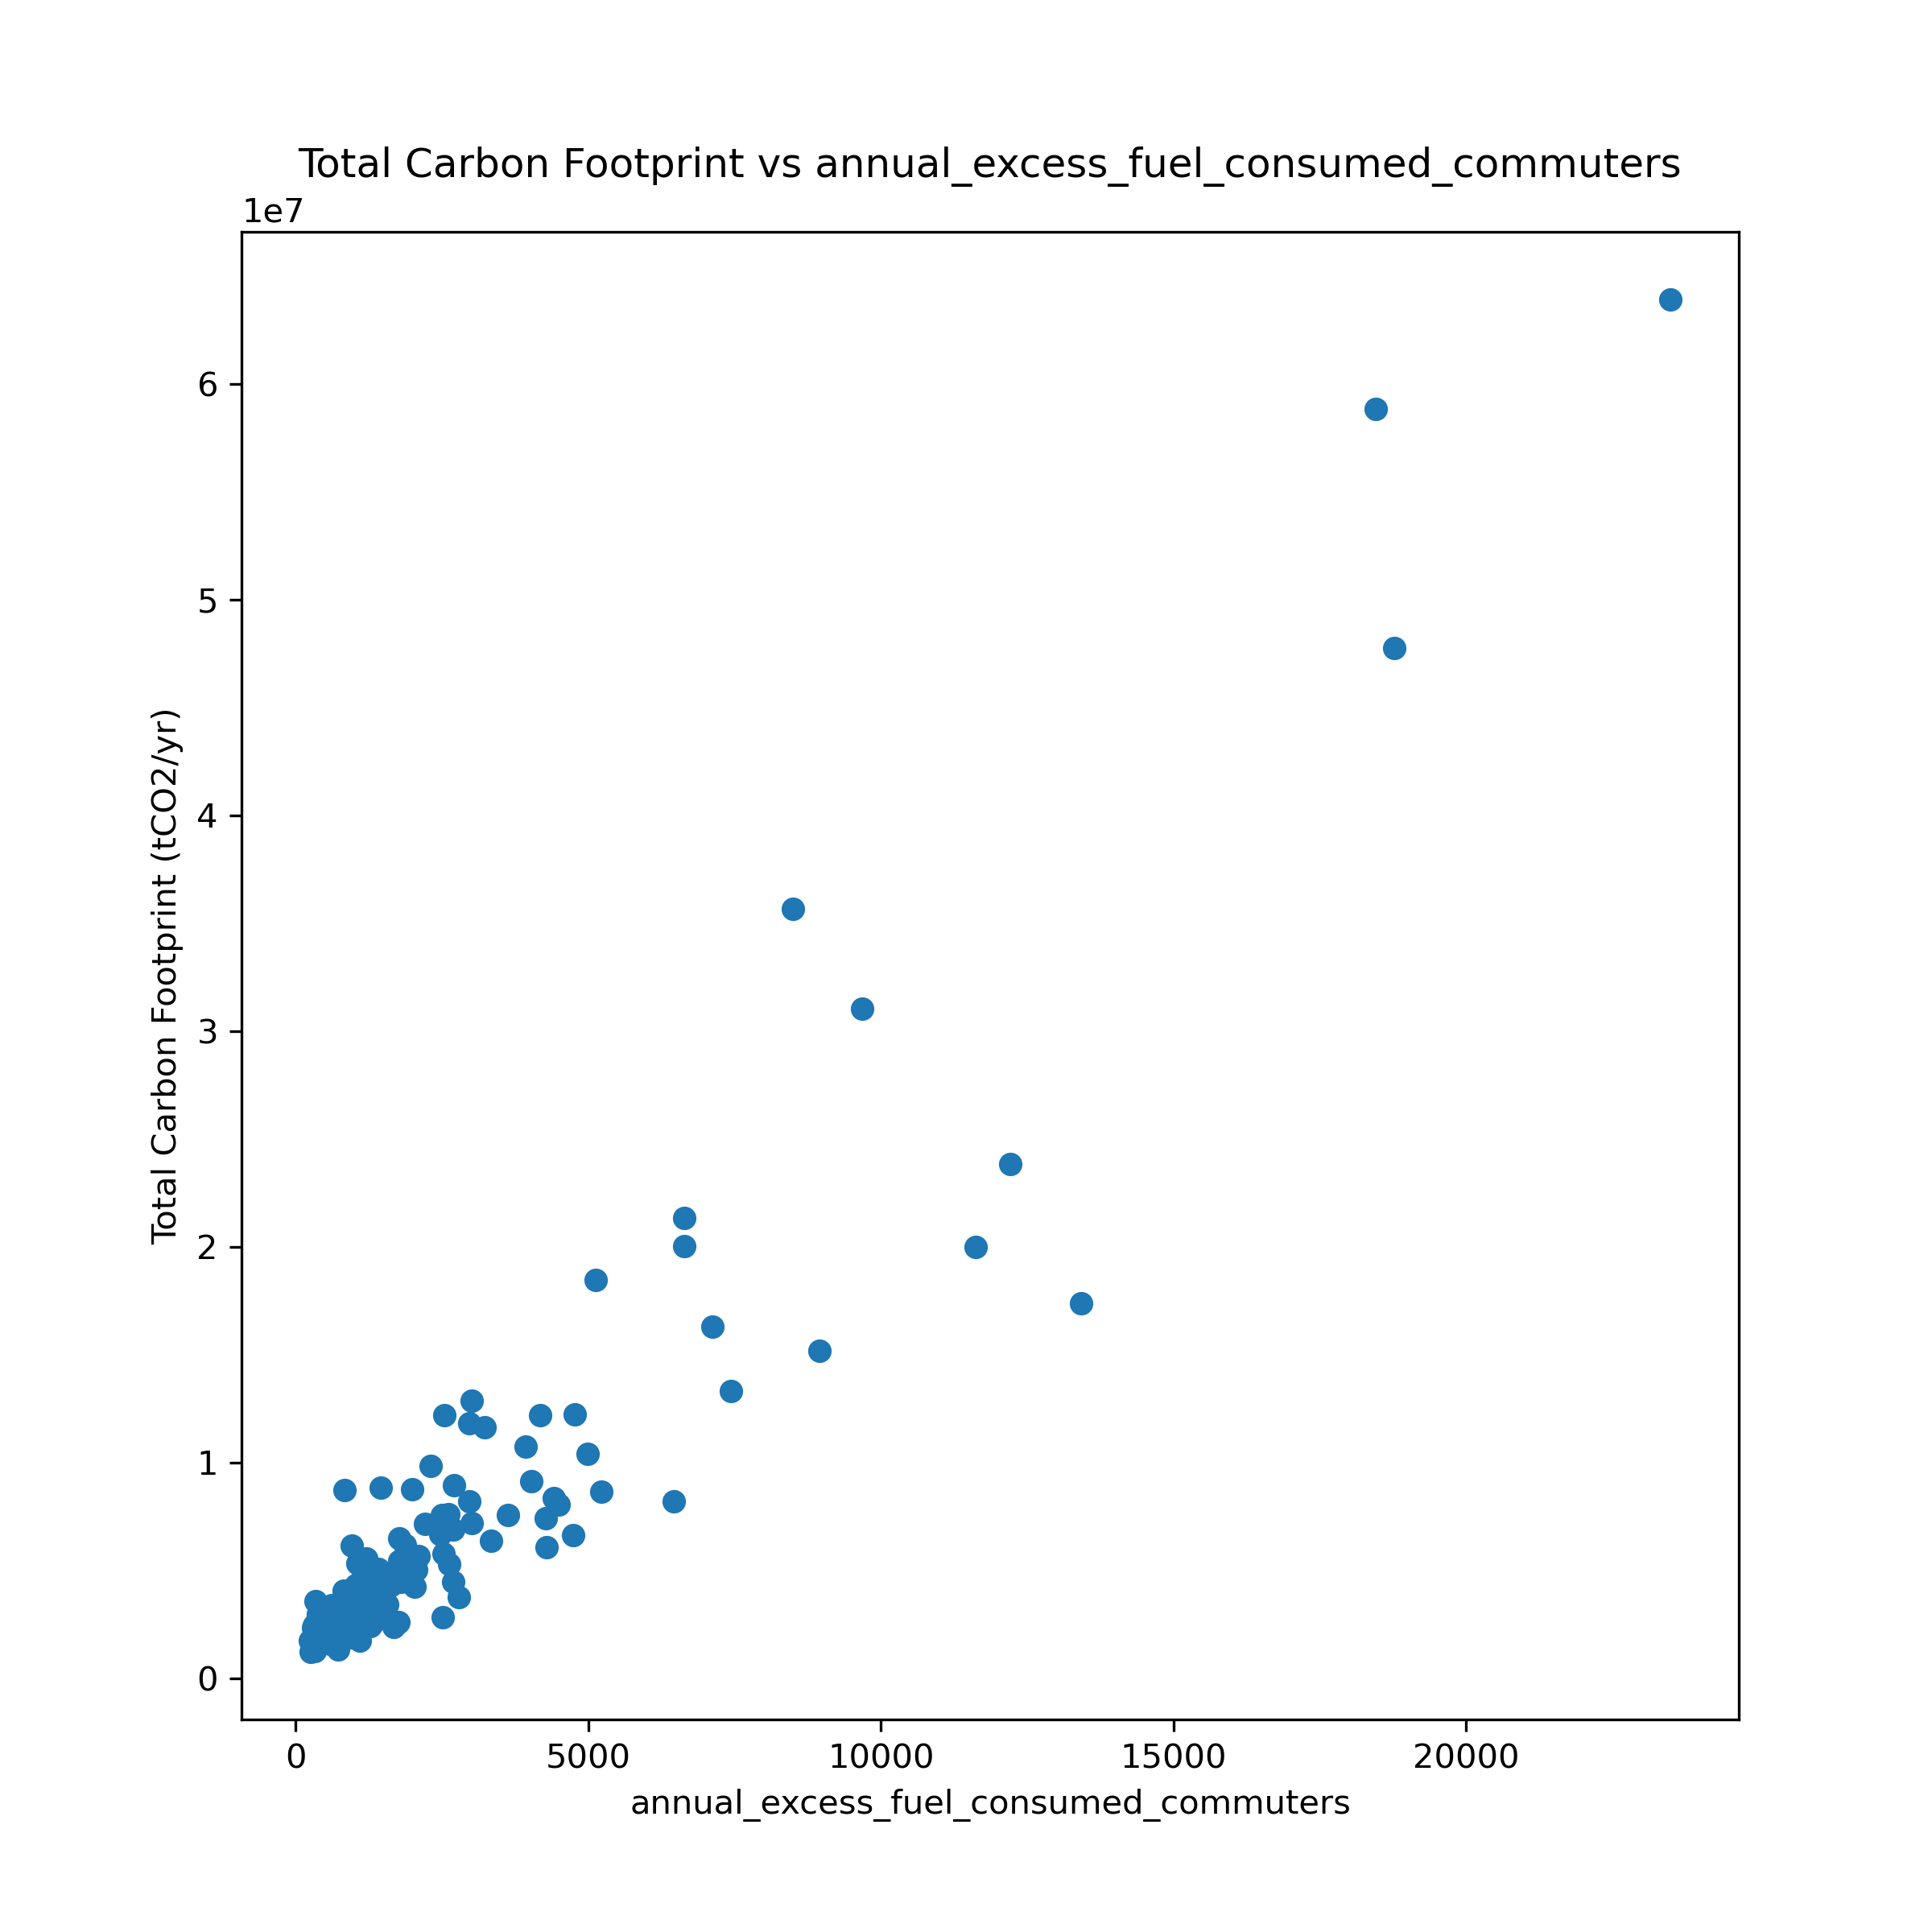 Total Carbon Footprint vs annual_excess_fuel_consumed_commuters
1e7
6
5
4
3
2
1
0
Total Carbon Footprint (tCO2/yr)
0 5000 10000 15000 20000
annual_excess_fuel_consumed_commuters